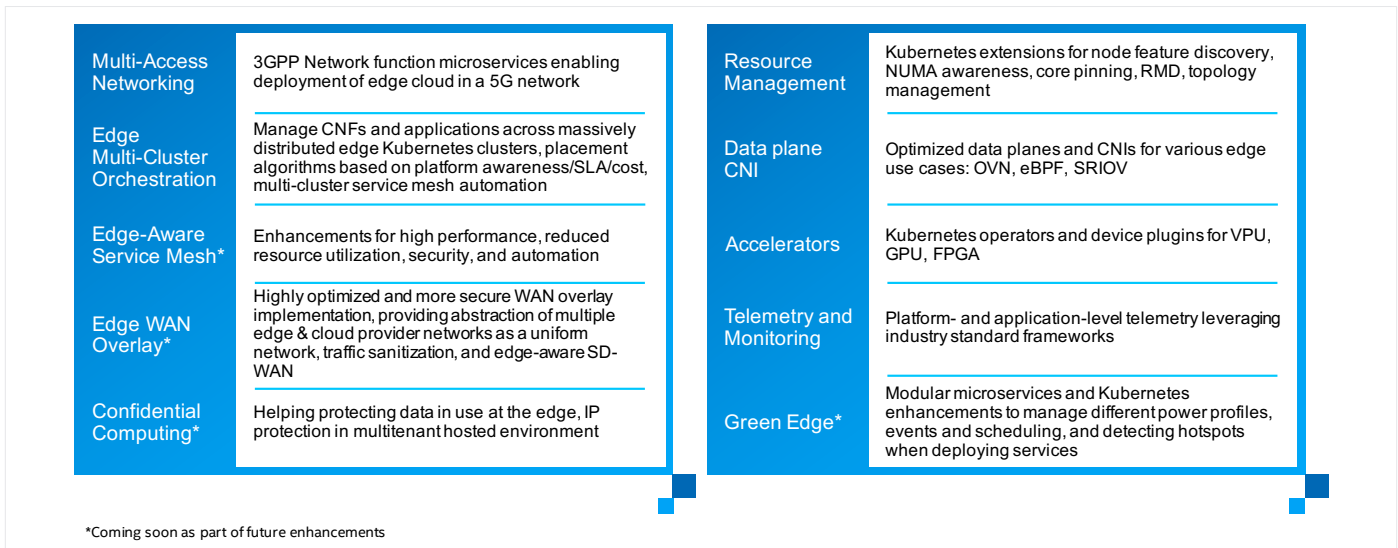 Multi-Access
Networking
3GPP Network function microservices enabling
deployment of edge cloud in a 5G network
Edge
Multi-Cluster
Orchestration
Manage CNFs and applications across massively
distributed edge Kubernetes clusters, placement
algorithms based on platform awareness/SLA/cost,
multi-cluster service mesh automation
Edge-Aware
Service Mesh*
Enhancements for high performance, reduced
resource utilization, security, and automation
Edge WAN
Overlay*
Highly optimized and more secure WAN overlay
implementation, providing abstraction of multiple
edge & cloud provider networks as a uniform
network, traffic sanitization, and edge-aware SD-
WAN
Confidential
Computing*
Helping protecting data in use at the edge, IP
protection in multitenant hosted environment
Resource
Management
Kubernetes extensions for node feature discovery,
NUMA awareness, core pinning, RMD, topology
management
Data plane
CNI
Optimized data planes and CNIs for various edge
use cases: OVN, eBPF, SRIOV
Accelerators
Kubernetes operators and device plugins for VPU,
GPU, FPGA
Telemetry and
Monitoring
Platform- and application-level telemetry leveraging
industry standard frameworks
Green Edge*
Modular microservices and Kubernetes
enhancements to manage different power profiles,
events and scheduling, and detecting hotspots
when deploying services
*Coming soon as part of future enhancements